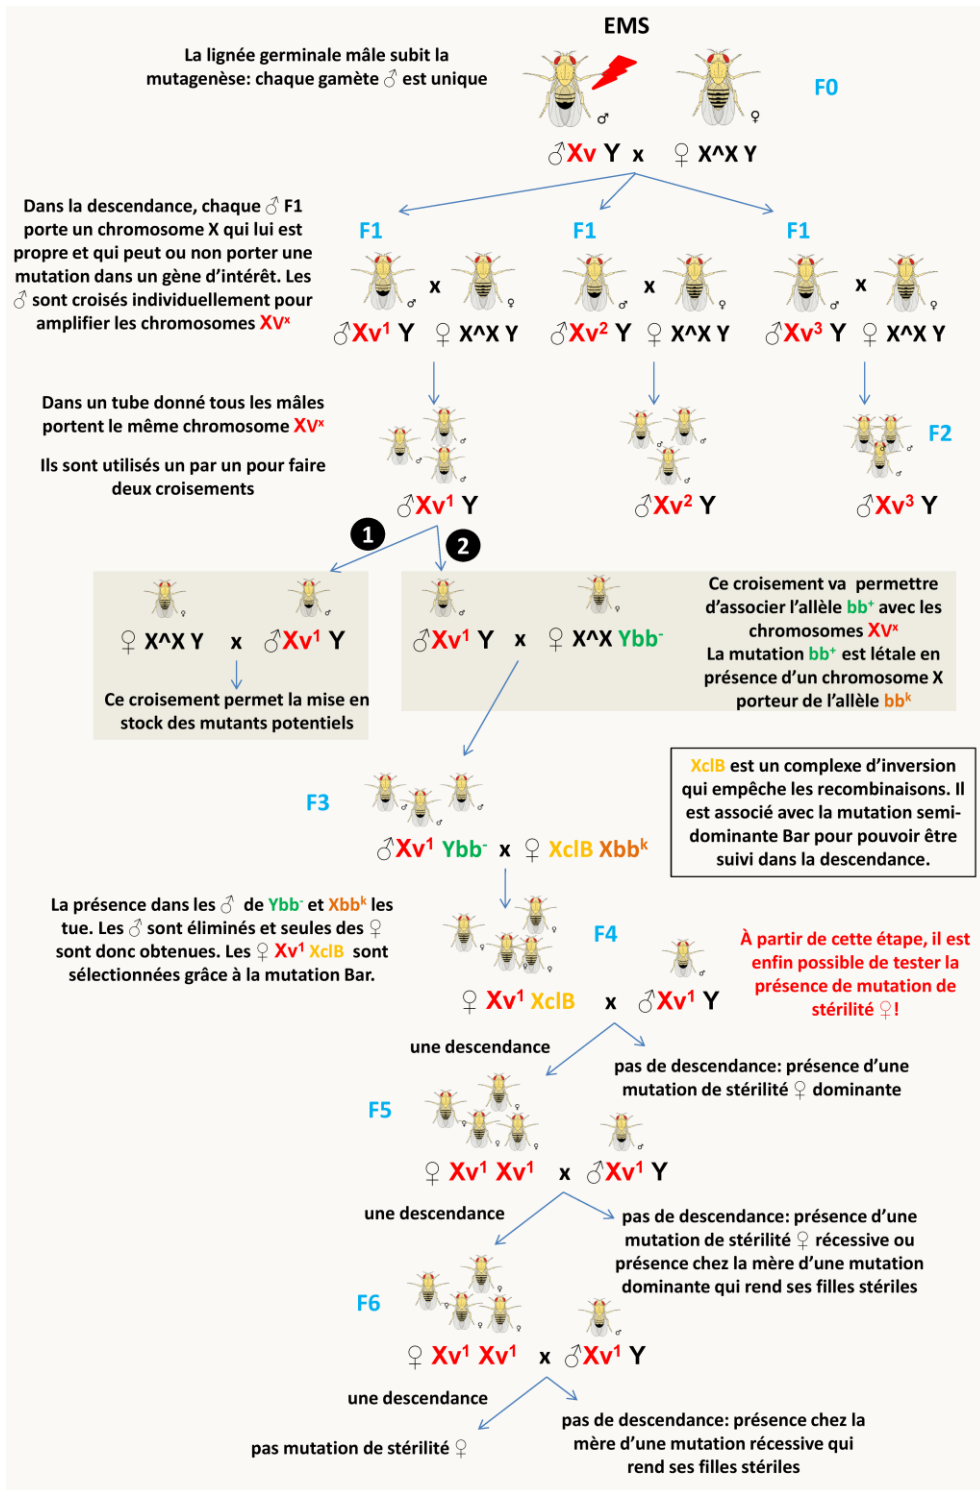 EMS
La lignée germinale mâle subit la
mutagenèse: chaque gamète ♂ est unique
F0
♂
♀
♂Xv Y x ♀ X^X Y
Dans la descendance, chaque ♂ F1
porte un chromosome X qui lui est
propre et qui peut ou non porter une
mutation dans un gène d’intérêt. Les
♂ sont croisés individuellement pour
amplifier les chromosomes XVˣ
F1
F1
F1
x
x
x
♂Xv¹ Y ♀ X^X Y
♂Xv² Y ♀ X^X Y
♂Xv³ Y ♀ X^X Y
Dans un tube donné tous les mâles
portent le même chromosome XVˣ
Ils sont utilisés un par un pour faire
deux croisements
F2
♂Xv¹ Y
♂Xv² Y
♂Xv³ Y
1
2
♀ X^X Y x ♂Xv¹ Y
Ce croisement permet la mise en
stock des mutants potentiels
♂Xv¹ Y x ♀ X^X Ybb⁻
Ce croisement va permettre
d’associer l’allèle bb⁺ avec les
chromosomes XVˣ
La mutation bb⁺ est létale en
présence d’un chromosome X
porteur de l’allèle bbᵏ
F3
♂Xv¹ Ybb⁻ x ♀ XclB Xbbᵏ
XclB est un complexe d’inversion
qui empêche les recombinaisons. Il
est associé avec la mutation semi-
dominante Bar pour pouvoir être
suivi dans la descendance.
La présence dans les ♂ de Ybb⁻ et Xbbᵏ les
tue. Les ♂ sont éliminés et seules des ♀
sont donc obtenues. Les ♀ Xv¹ XclB sont
sélectionnées grâce à la mutation Bar.
F4
♀ Xv¹ XclB x ♂Xv¹ Y
À partir de cette étape, il est
enfin possible de tester la
présence de mutation de
stérilité ♀!
une descendance
pas de descendance: présence d’une
mutation de stérilité ♀ dominante
F5
♀ Xv¹ Xv¹ x ♂Xv¹ Y
une descendance
pas de descendance: présence d’une
mutation de stérilité ♀ récessive ou
présence chez la mère d’une mutation
dominante qui rend ses filles stériles
F6
♀ Xv¹ Xv¹ x ♂Xv¹ Y
une descendance
pas mutation de stérilité ♀
pas de descendance: présence chez la
mère d’une mutation récessive qui
rend ses filles stériles